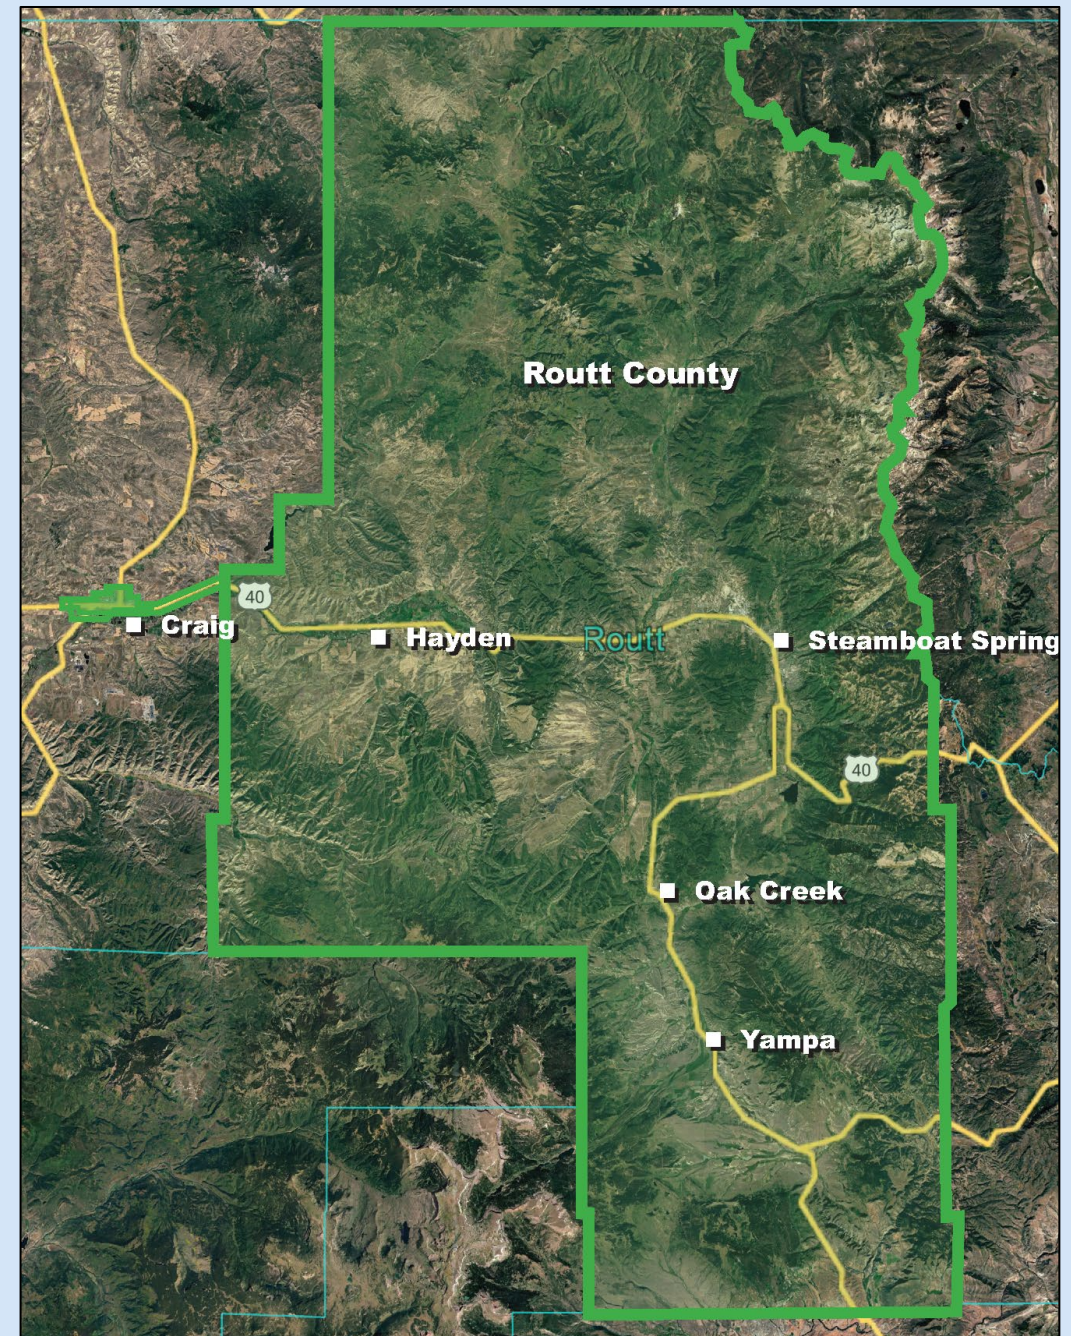 Routt County
40
Craig
Hayden
Routt
Steamboat Spring
40
Oak Creek
Yampa